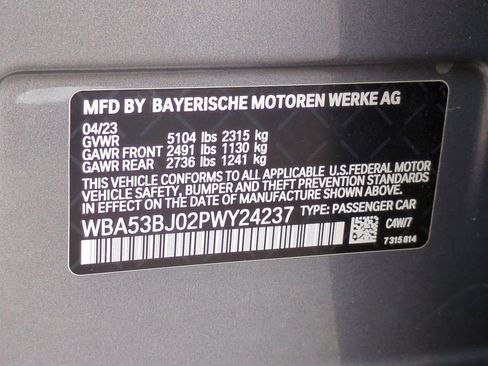 MFD BY BAYERISCHE MOTOREN WERKE AG
04/23
GVWR 5104 lbs 2315 kg
GAWR FRONT 2491 lbs 1130 kg
GAWR REAR 2736 lbs 1241 kg
THIS VEHICLE CONFORMS TO ALL APPLICABLE U.S.FEDERAL MOTOR
VEHICLE SAFETY, BUMPER AND THEFT PREVENTION STANDARDS IN EFFECT ON
THE DATE OF MANUFACTURE SHOWN ABOVE.
WBA53BJ02PWY24237 TYPE: PASSENGER CAR
C4W/7
7 315 814